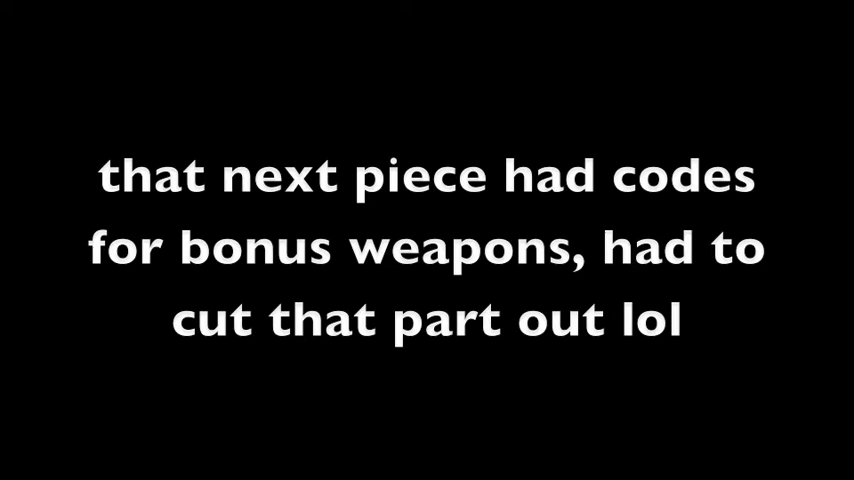 that next piece had codes
for bonus weapons, had to
cut that part out lol